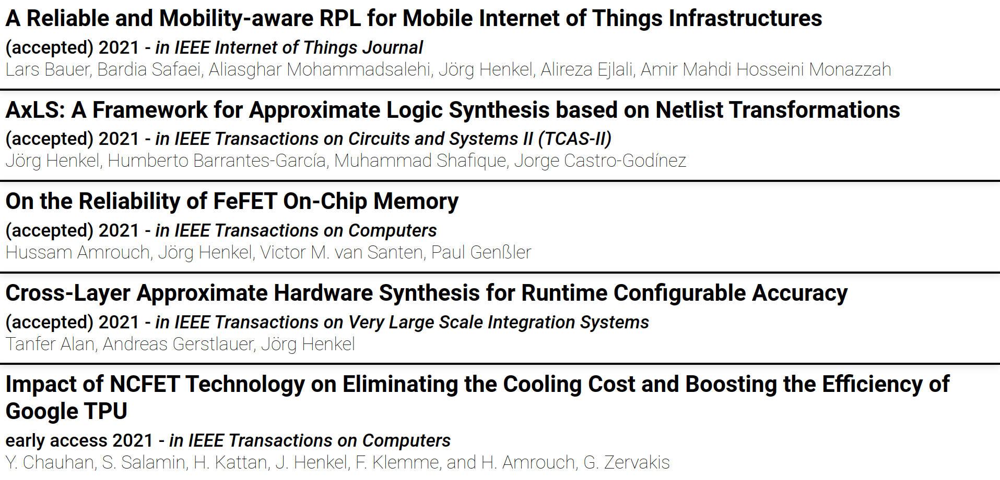 A Reliable and Mobility-aware RPL for Mobile Internet of Things Infrastructures
(accepted) 2021 - in IEEE Internet of Things Journal
Lars Bauer, Bardia Safaei, Aliasghar Mohammadsalehi, Jörg Henkel, Alireza Ejlali, Amir Mahdi Hosseini Monazzah
AxLS: A Framework for Approximate Logic Synthesis based on Netlist Transformations
(accepted) 2021 - in IEEE Transactions on Circuits and Systems II (TCAS-II)
Jörg Henkel, Humberto Barrantes-García, Muhammad Shafique, Jorge Castro-Godínez
On the Reliability of FeFET On-Chip Memory
(accepted) 2021 - in IEEE Transactions on Computers
Hussam Amrouch, Jörg Henkel, Victor M. van Santen, Paul Genßler
Cross-Layer Approximate Hardware Synthesis for Runtime Configurable Accuracy
(accepted) 2021 - in IEEE Transactions on Very Large Scale Integration Systems
Tanfer Alan, Andreas Gerstlauer, Jörg Henkel
Impact of NCFET Technology on Eliminating the Cooling Cost and Boosting the Efficiency of
Google TPU
early access 2021 - in IEEE Transactions on Computers
Y. Chauhan, S. Salamin, H. Kattan, J. Henkel, F. Klemme, and H. Amrouch, G. Zervakis